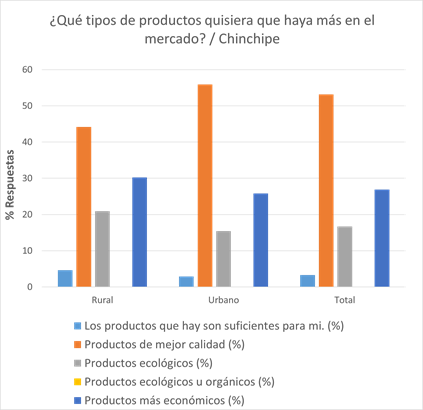 ¿Qué tipos de productos quisiera que haya más en el
mercado? / Chinchipe
60
50
40
30
20
10
0
% Respuestas
Rural
Urbano
Total
Los productos que hay son suficientes para mi. (%)
Productos de mejor calidad (%)
Productos ecológicos (%)
Productos ecológicos u orgánicos (%)
Productos más económicos (%)